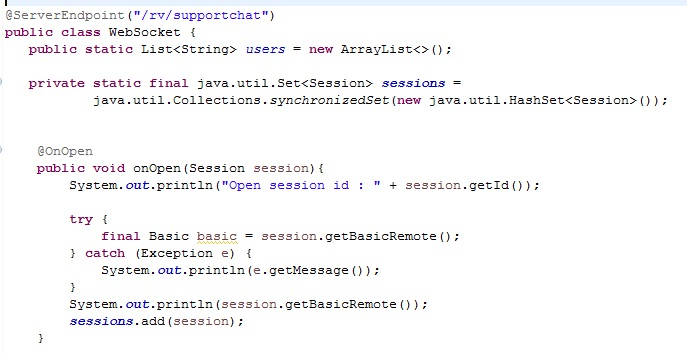 @ServerEndpoint("/rv/supportchat")
public class WebSocket {
public static List<String> users = new ArrayList<>();
private static final java.util.Set<Session> sessions =
java.util.Collections.synchronizedSet(new java.util.HashSet<Session>());
@OnOpen
public void onOpen(Session session){
System.out.println("Open session id : " + session.getId());
try {
final Basic basic = session.getBasicRemote();
} catch (Exception e) {
System.out.println(e.getMessage());
}
System.out.println(session.getBasicRemote());
sessions.add(session);
}